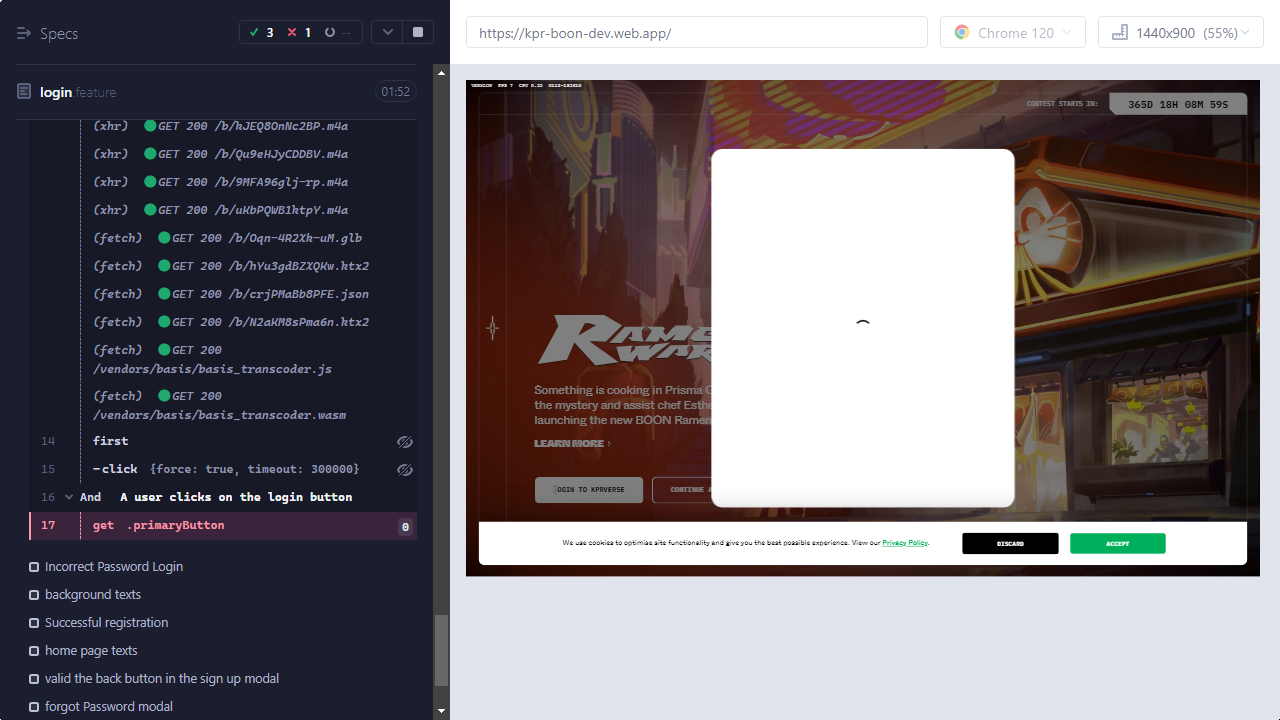 Specs
3
1
--
https://kpr-boon-dev.web.app/
Chrome 120
1440x900 (55%)
login feature
01:52
(xhr) GET 200 /b/kJEQ8OnNc2BP.m4a
(xhr) GET 200 /b/Qu9eHJyCDDBV.m4a
(xhr) GET 200 /b/9MFA96glj-rp.m4a
(xhr) GET 200 /b/uKbPQWB1ktpY.m4a
(fetch) GET 200 /b/Oqn-4R2Xk-uM.glb
(fetch) GET 200 /b/hYu3gdBZXQKw.ktx2
(fetch) GET 200 /b/crjPMaBb8PFE.json
(fetch) GET 200 /b/N2aKM8sPma6n.ktx2
(fetch) GET 200
/vendors/basis/basis_transcoder.js
(fetch) GET 200
/vendors/basis/basis_transcoder.wasm
14 first
15 -click {force: true, timeout: 300000}
16 And A user clicks on the login button
17 get .primaryButton 0
Incorrect Password Login
background texts
Successful registration
home page texts
valid the back button in the sign up modal
forgot Password modal
CONTEST STARTS IN:
365D 18H 08M 59S
Something is cooking in Prisma
the mystery and assist chef Esthe
launching the new BOON Ramen
LEARN MORE >
OGIN TO KPRVERSE
CONTINUE
We use cookies to optimise site functionality and give you the best possible experience. View our Privacy Policy.
DISCARD
ACCEPT